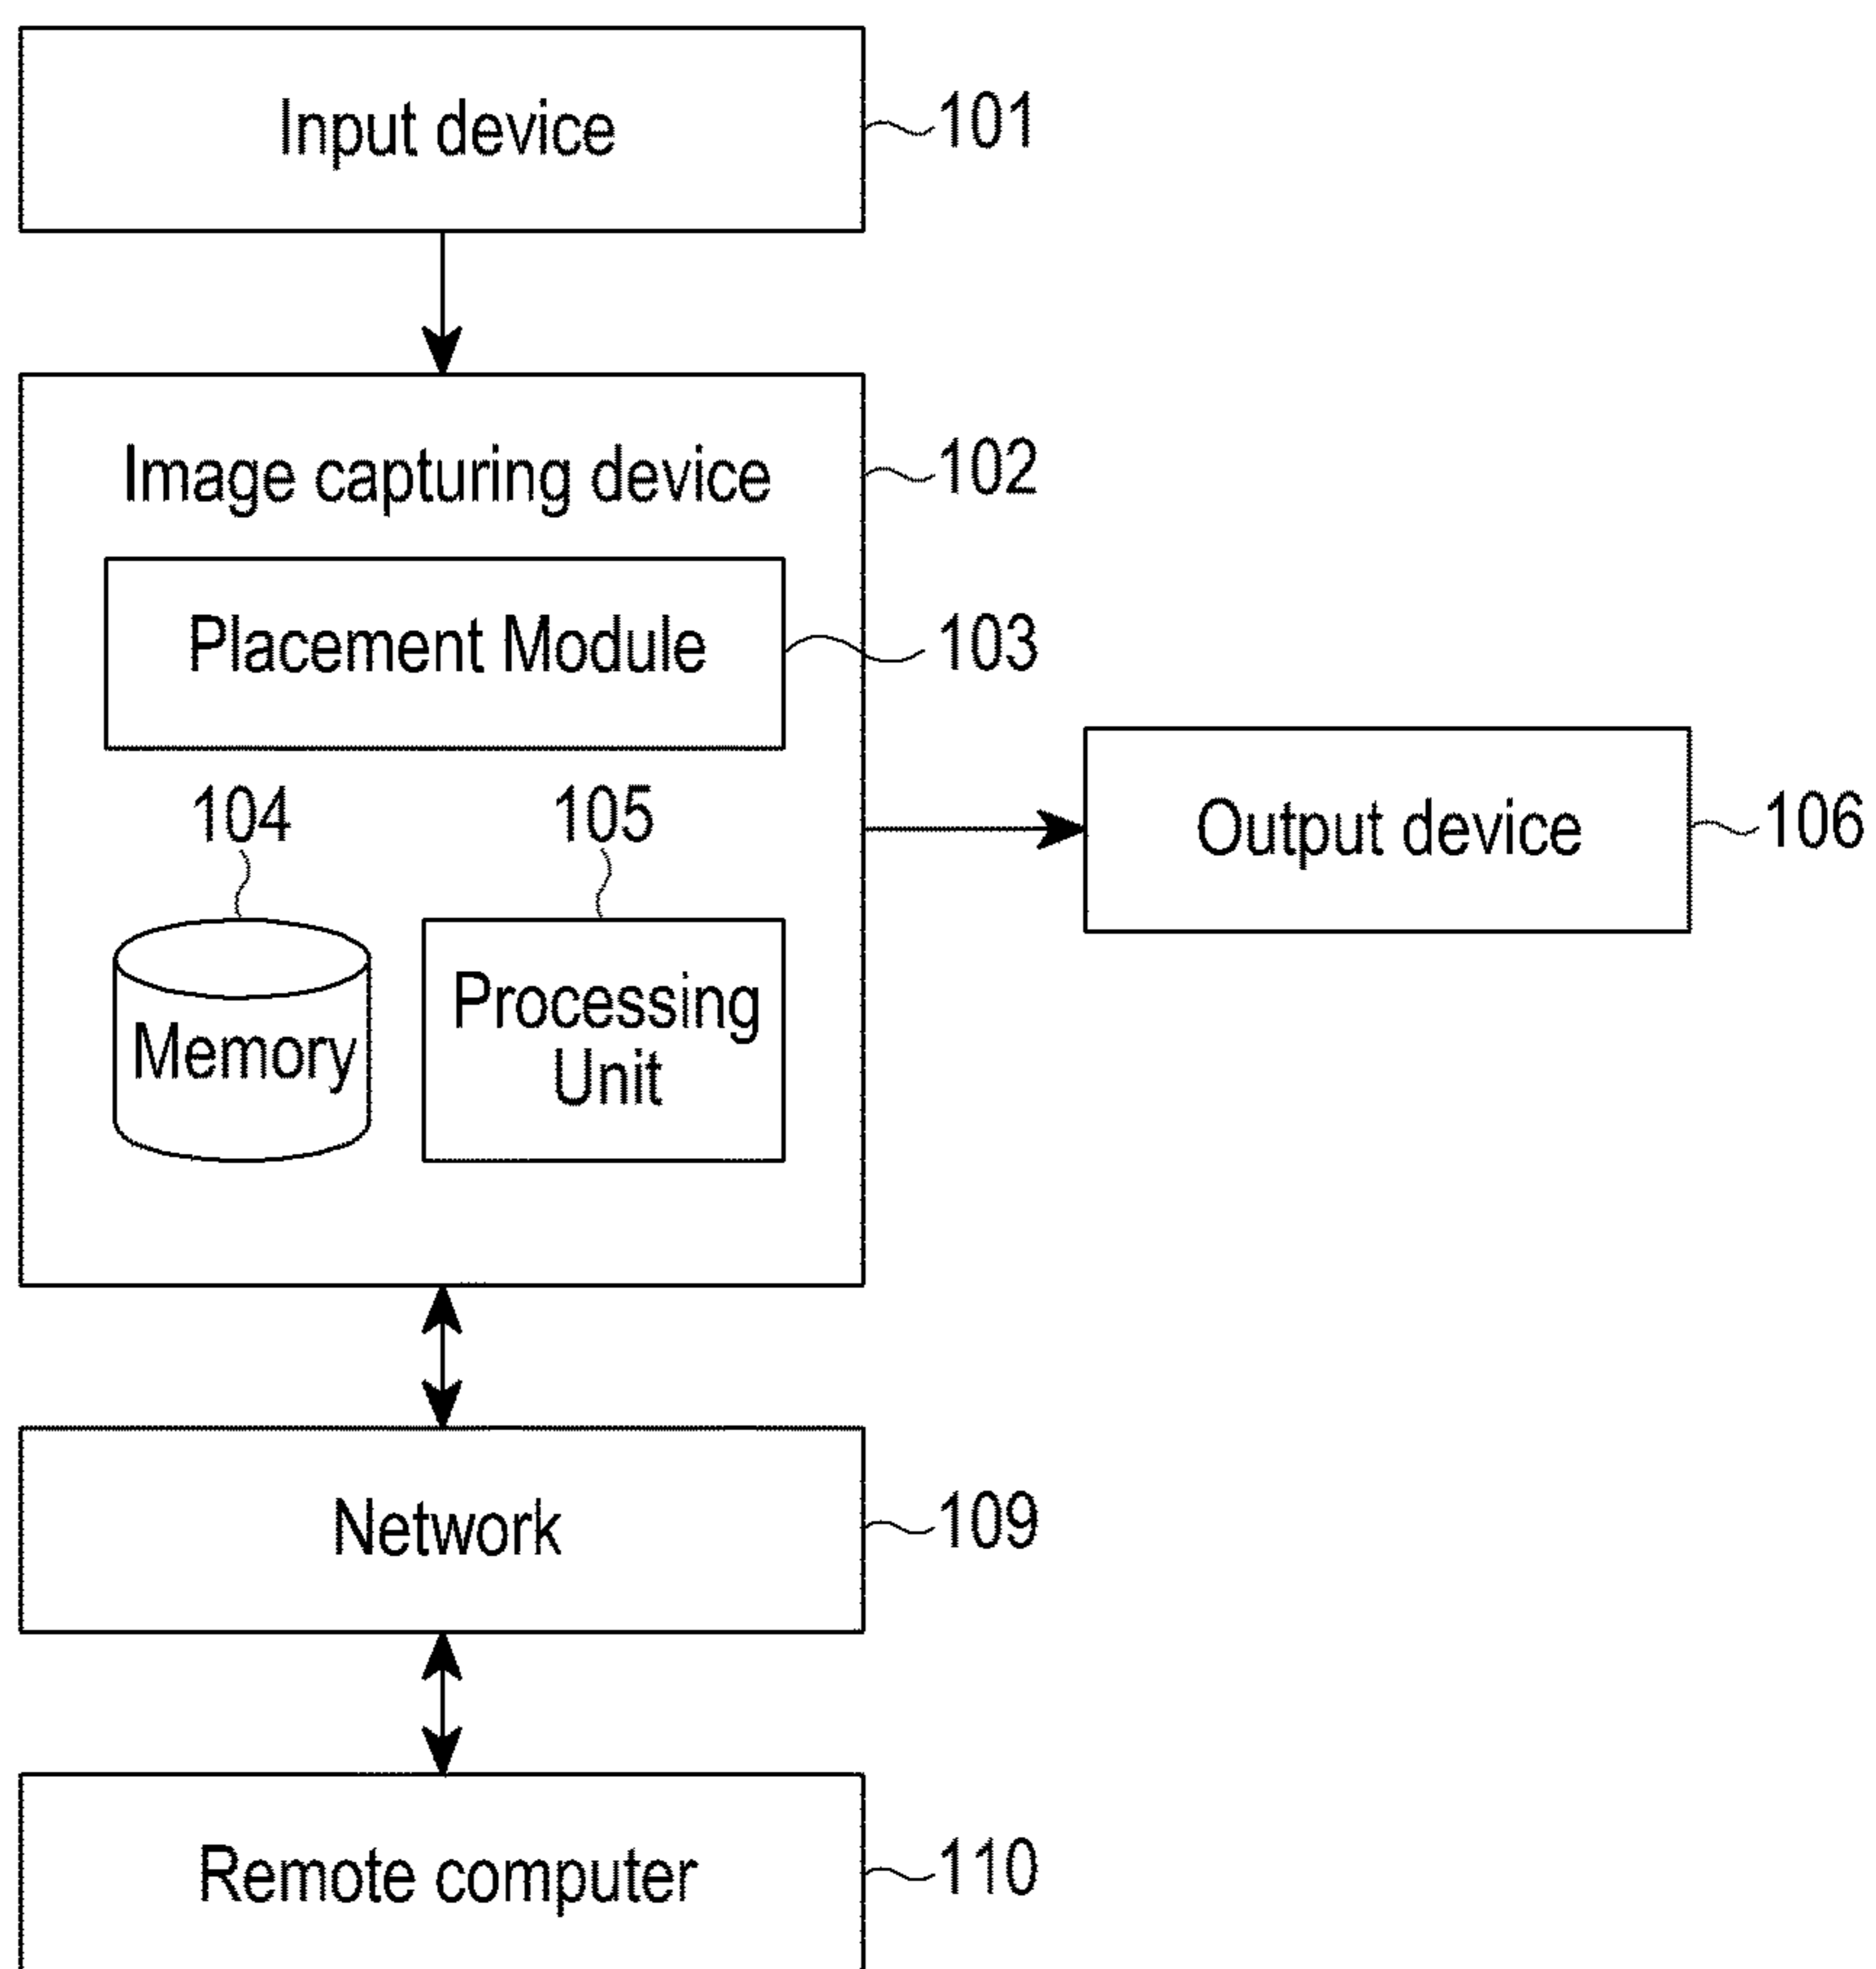 Input device
101
Image capturing device
102
Placement Module
103
104
105
Memory
Processing
Unit
Output device
106
Network
109
Remote computer
110